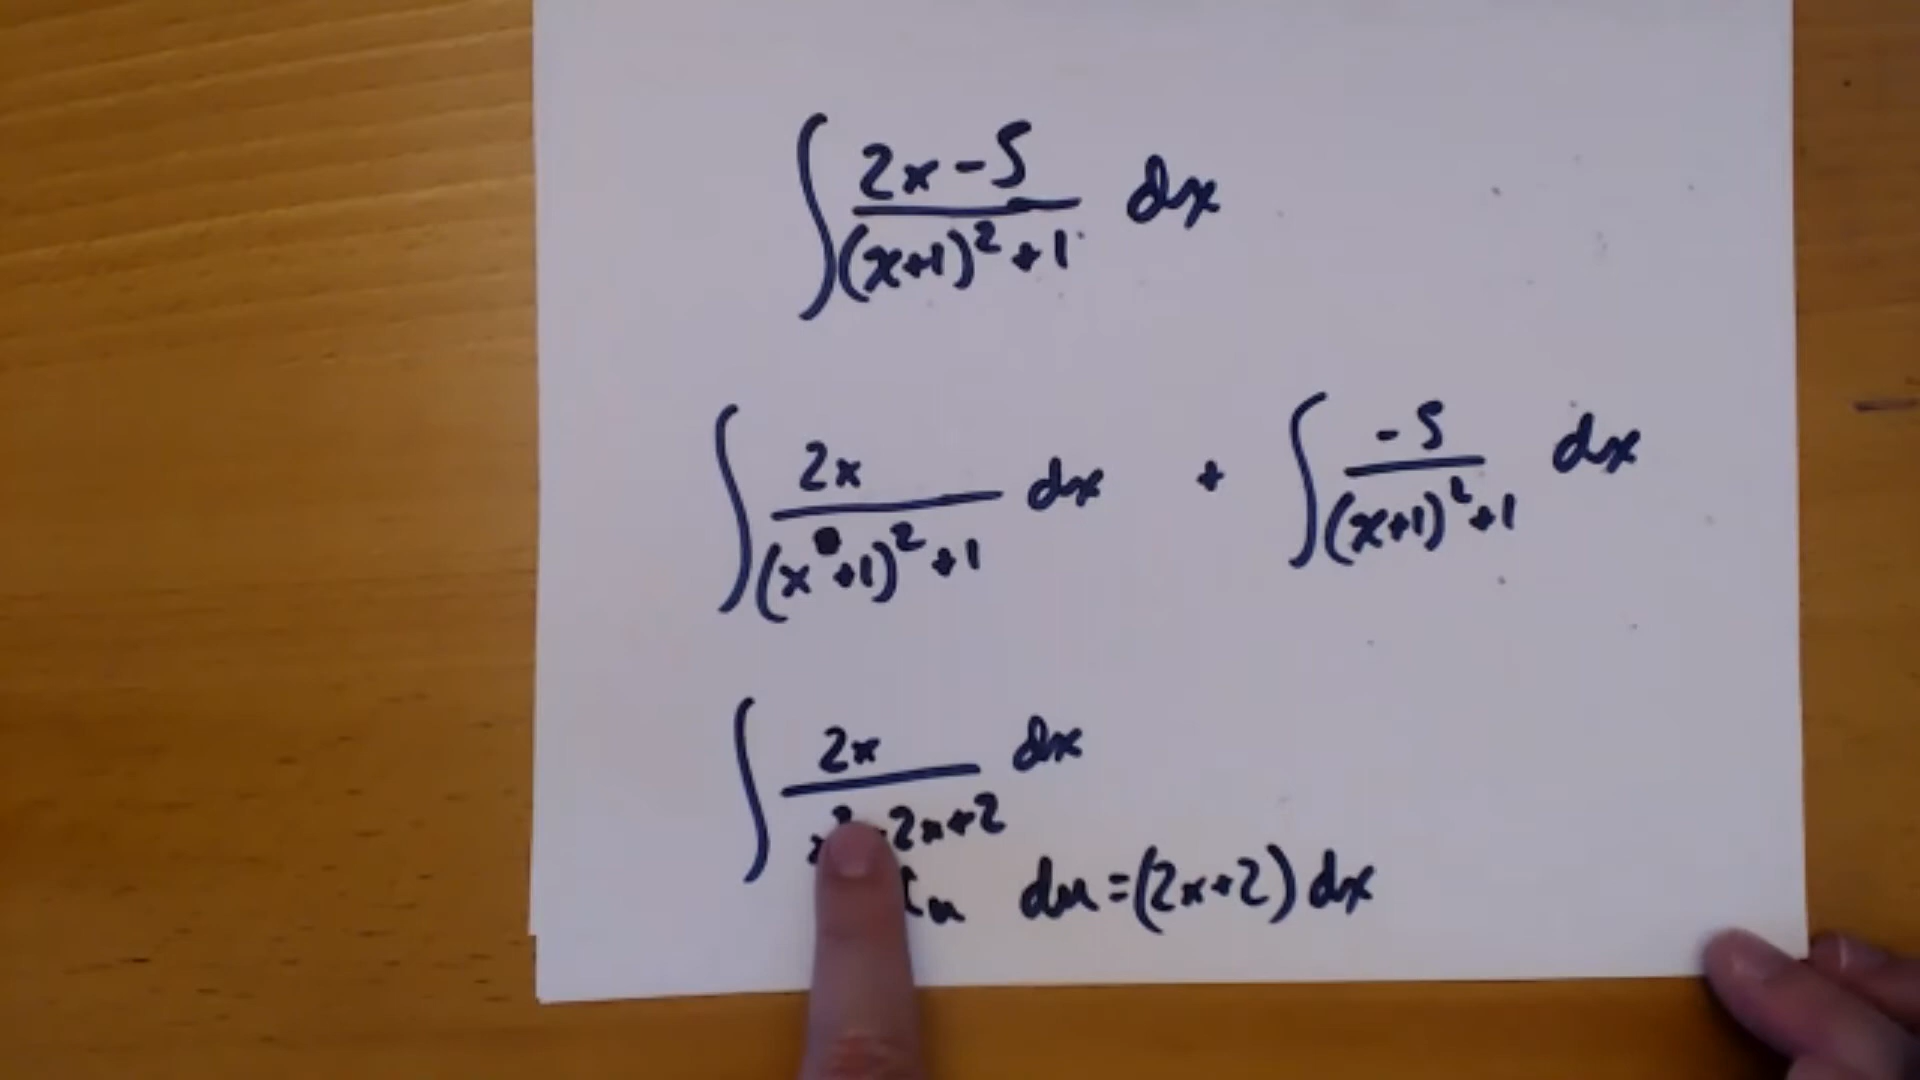 ∫ (2x - 5)/((x+1)² + 1) dx
∫ 2x/((x+1)² + 1) dx + ∫ -5/((x+1)² + 1) dx
∫ 2x/(x² 2x+2) dx
u du = (2x+2) dx